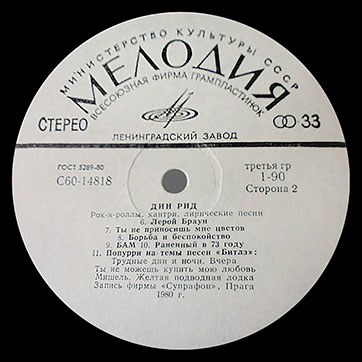 МИНИСТЕРСТВО КУЛЬТУРЫ СССР
МЕЛОДИЯ
ВСЕСОЮЗНАЯ ФИРМА ГРАМПЛАСТИНОК
СТЕРЕО
33
ЛЕНИНГРАДСКИЙ ЗАВОД
ГОСТ 5289-80
С60-14818
третья гр
1-90
Сторона 2
ДИН РИД
Рок-н-роллы, кантри, лирические песни
6. Лерой Браун
7. Ты не приносишь мне цветов
8. Борьба и беспокойство
9. БАМ 10. Раненный в 73 году
11. Попурри на темы песен «Битлз»:
Трудные дни и ночи. Вчера
Ты не можешь купить мою любовь
Мишель. Желтая подводная лодка
Запись фирмы «Супрафон», Прага
1980 г.